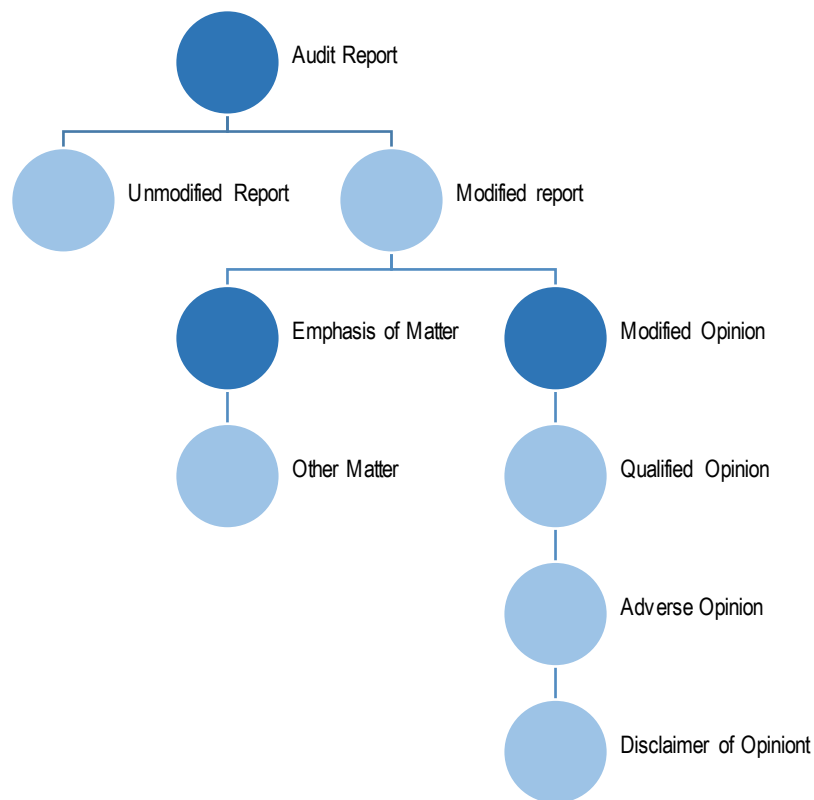 Audit Report
Unmodified Report
Modified report
Emphasis of Matter
Modified Opinion
Other Matter
Qualified Opinion
Adverse Opinion
Disclaimer of Opiniont